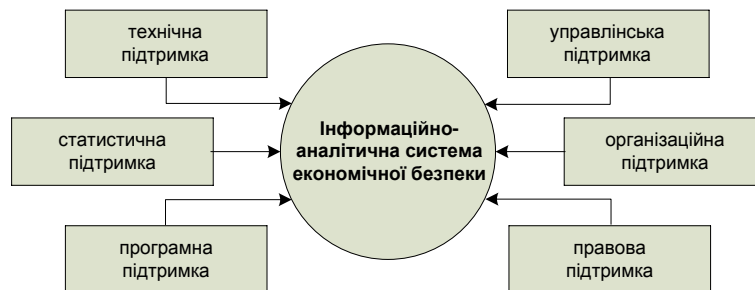 технічна
підтримка
управлінська
підтримка
статистична
підтримка
Інформаційно-
аналітична система
економічної безпеки
організаційна
підтримка
програмна
підтримка
правова
підтримка